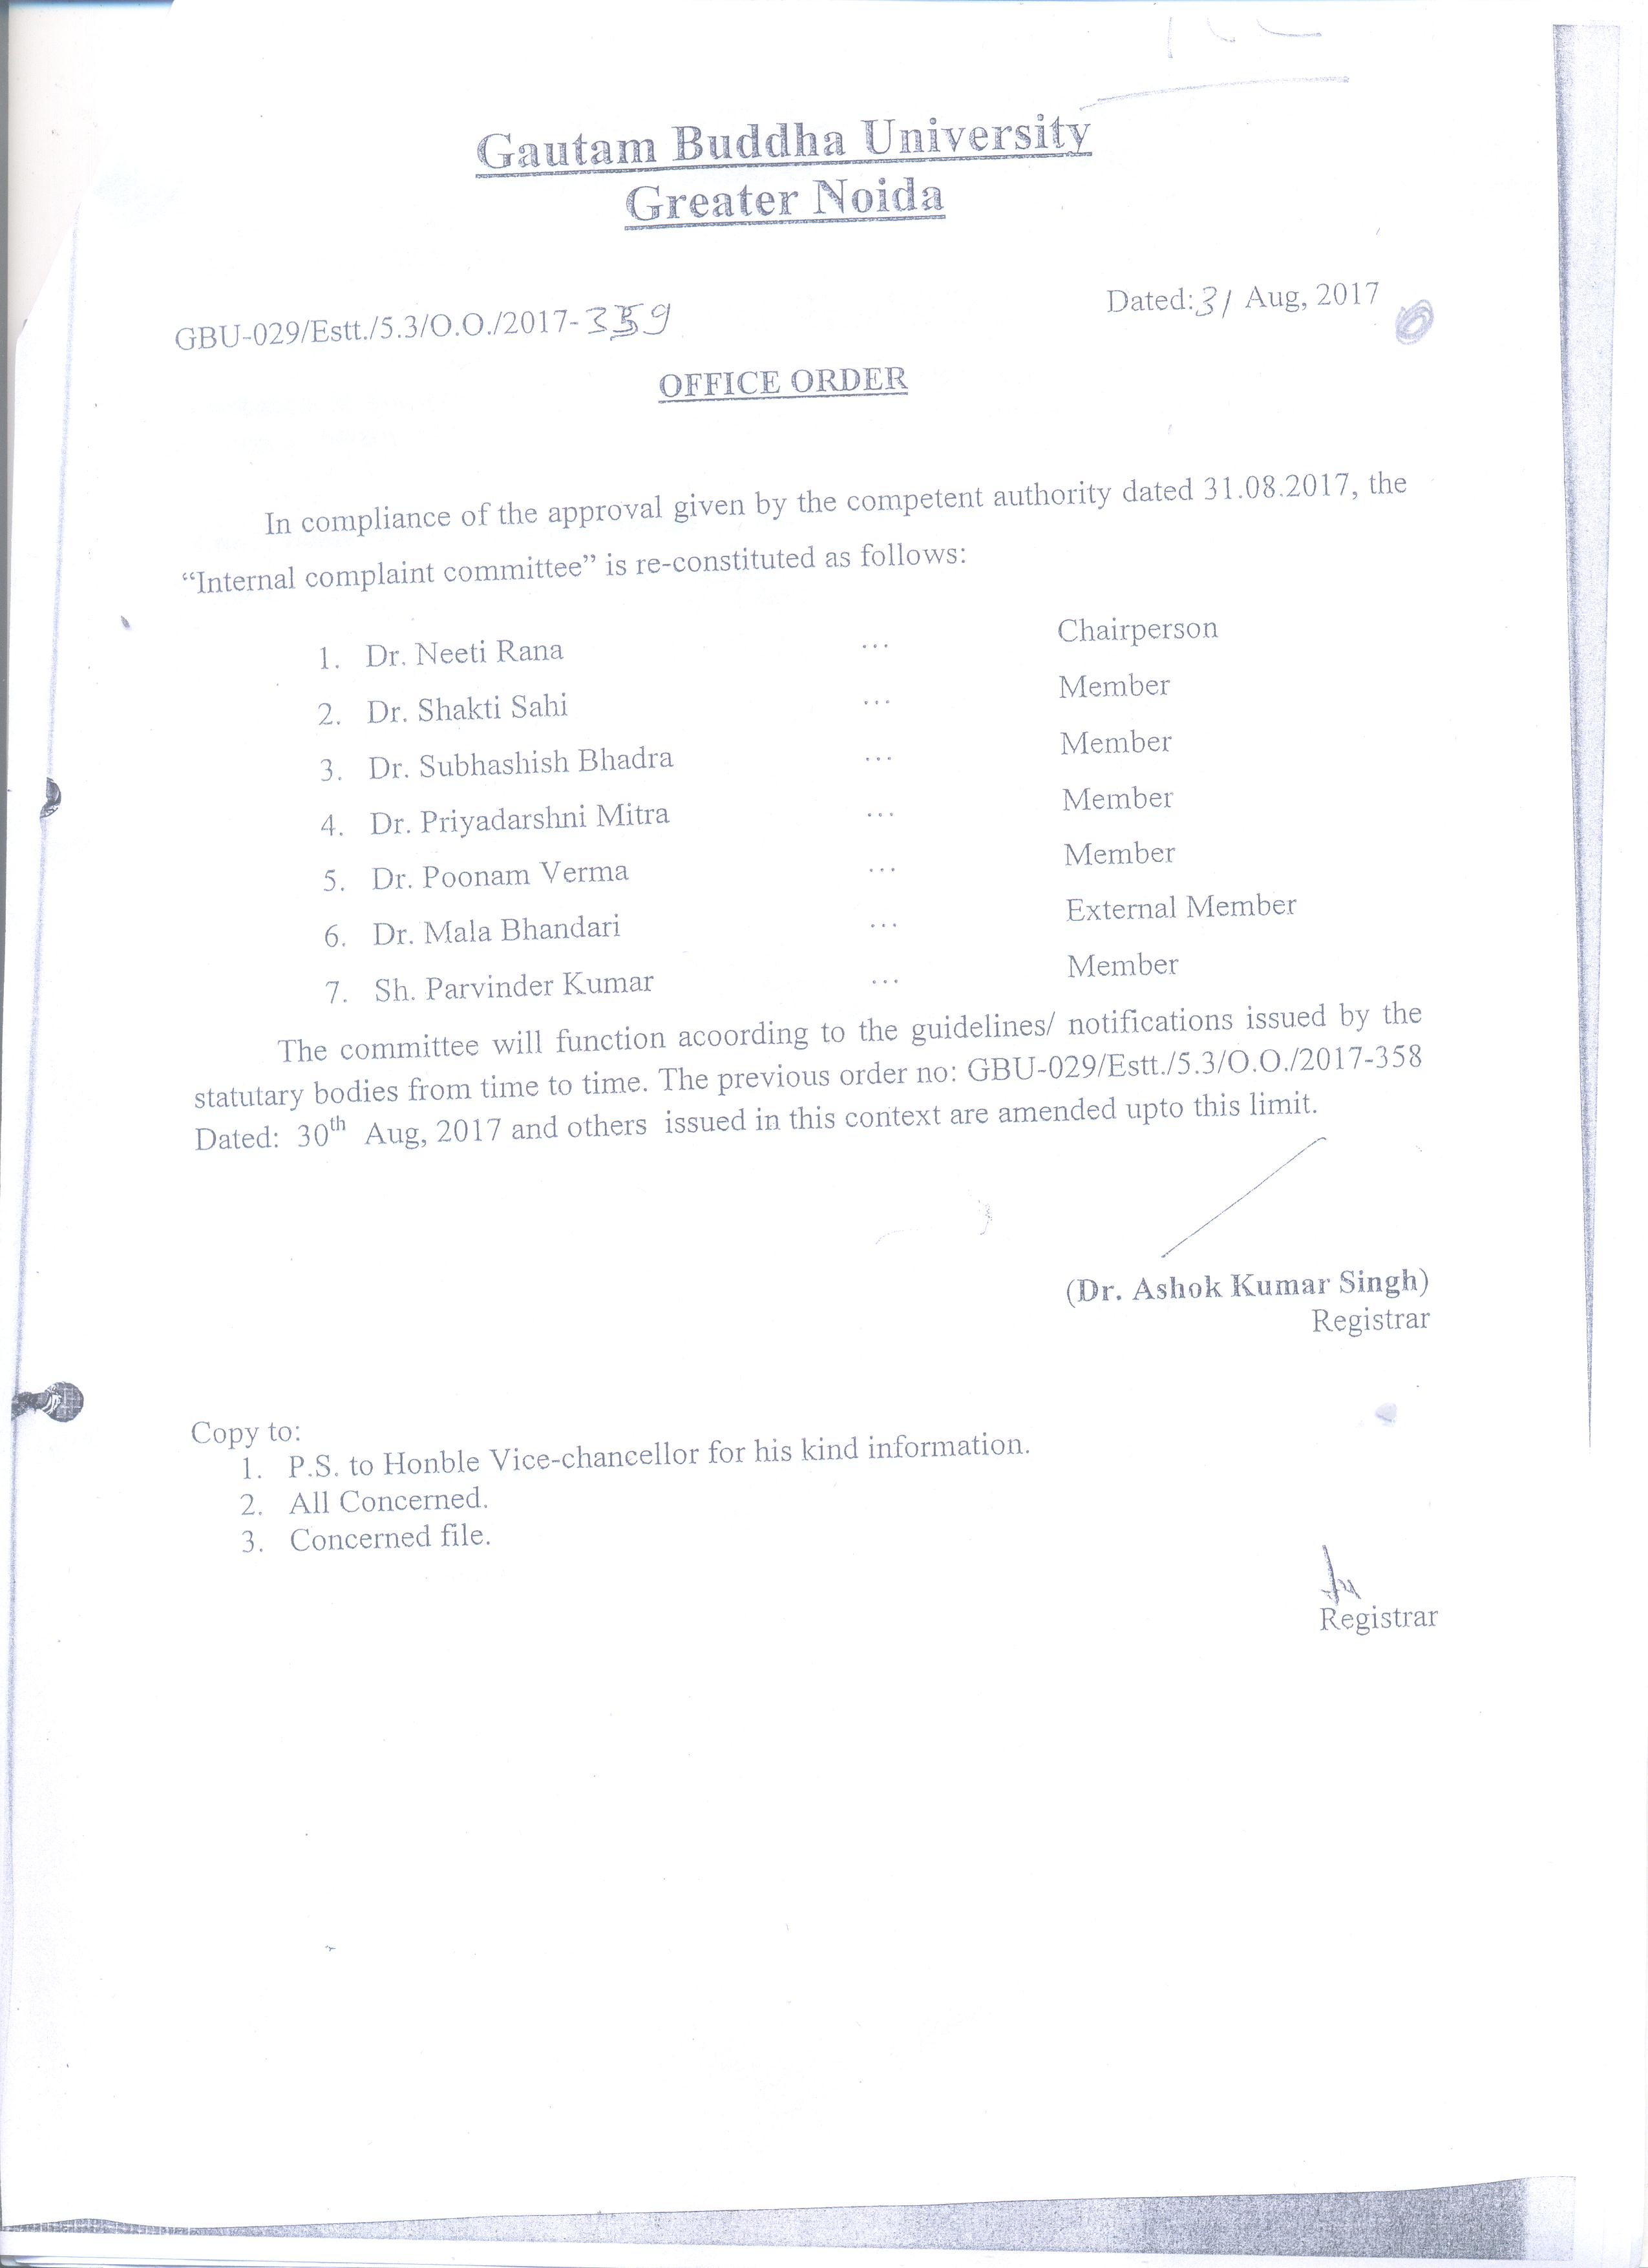 Gautam Buddha University
Greater Noida
GBU-029/Estt./5.3/O.O./2017-359
Dated:31 Aug, 2017
OFFICE ORDER
In compliance of the approval given by the competent authority dated 31.08.2017, the
“Internal complaint committee” is re-constituted as follows:
1. Dr. Neeti Rana ... Chairperson
2. Dr. Shakti Sahi ... Member
3. Dr. Subhashish Bhadra ... Member
4. Dr. Priyadarshni Mitra ... Member
5. Dr. Poonam Verma ... Member
6. Dr. Mala Bhandari ... External Member
7. Sh. Parvinder Kumar ... Member
The committee will function acoording to the guidelines/ notifications issued by the
statutary bodies from time to time. The previous order no: GBU-029/Estt./5.3/O.O./2017-358
Dated: 30th Aug, 2017 and others issued in this context are amended upto this limit.
(Dr. Ashok Kumar Singh)
Registrar
Copy to:
1. P.S. to Honble Vice-chancellor for his kind information.
2. All Concerned.
3. Concerned file.
Registrar